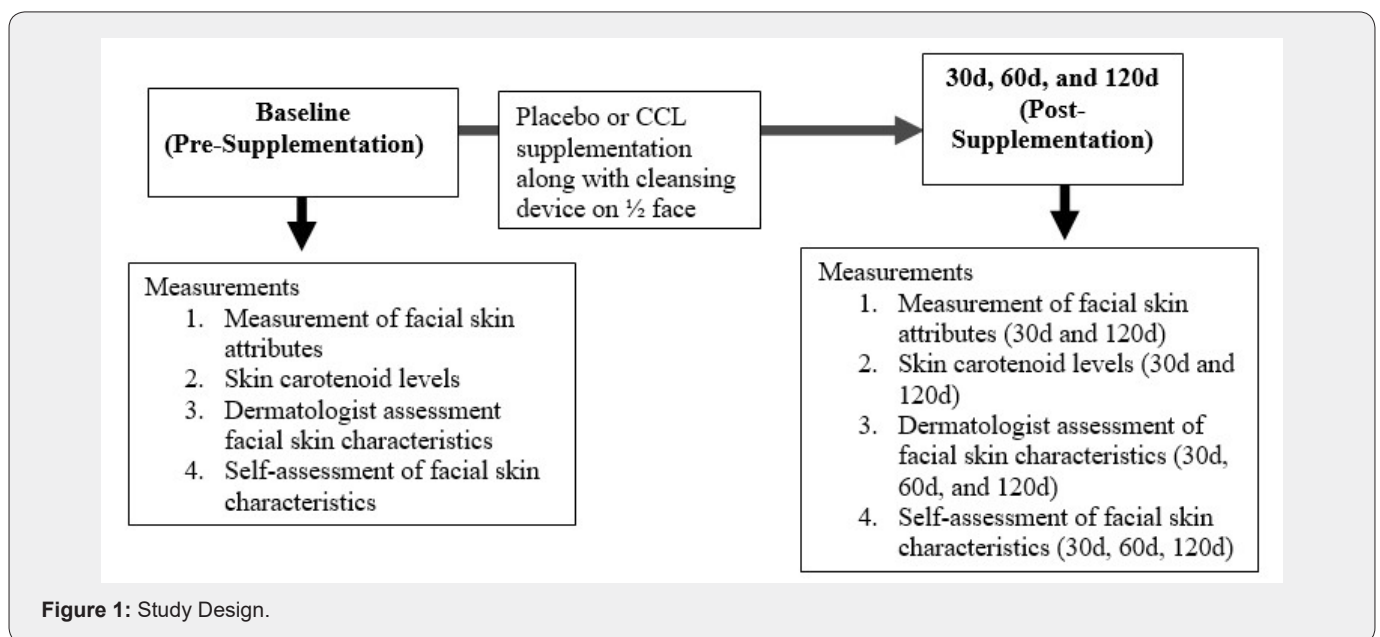 Baseline
(Pre-Supplementation)
Placebo or CCL
supplementation
along with cleansing
device on ½ face
30d, 60d, and 120d
(Post-
Supplementation)
Measurements
1. Measurement of facial skin
attributes
2. Skin carotenoid levels
3. Dermatologist assessment
facial skin characteristics
4. Self-assessment of facial skin
characteristics
Measurements
1. Measurement of facial skin
attributes (30d and 120d)
2. Skin carotenoid levels (30d and
120d)
3. Dermatologist assessment of
facial skin characteristics (30d,
60d, and 120d)
4. Self-assessment of facial skin
characteristics (30d, 60d, 120d)
Figure 1: Study Design.